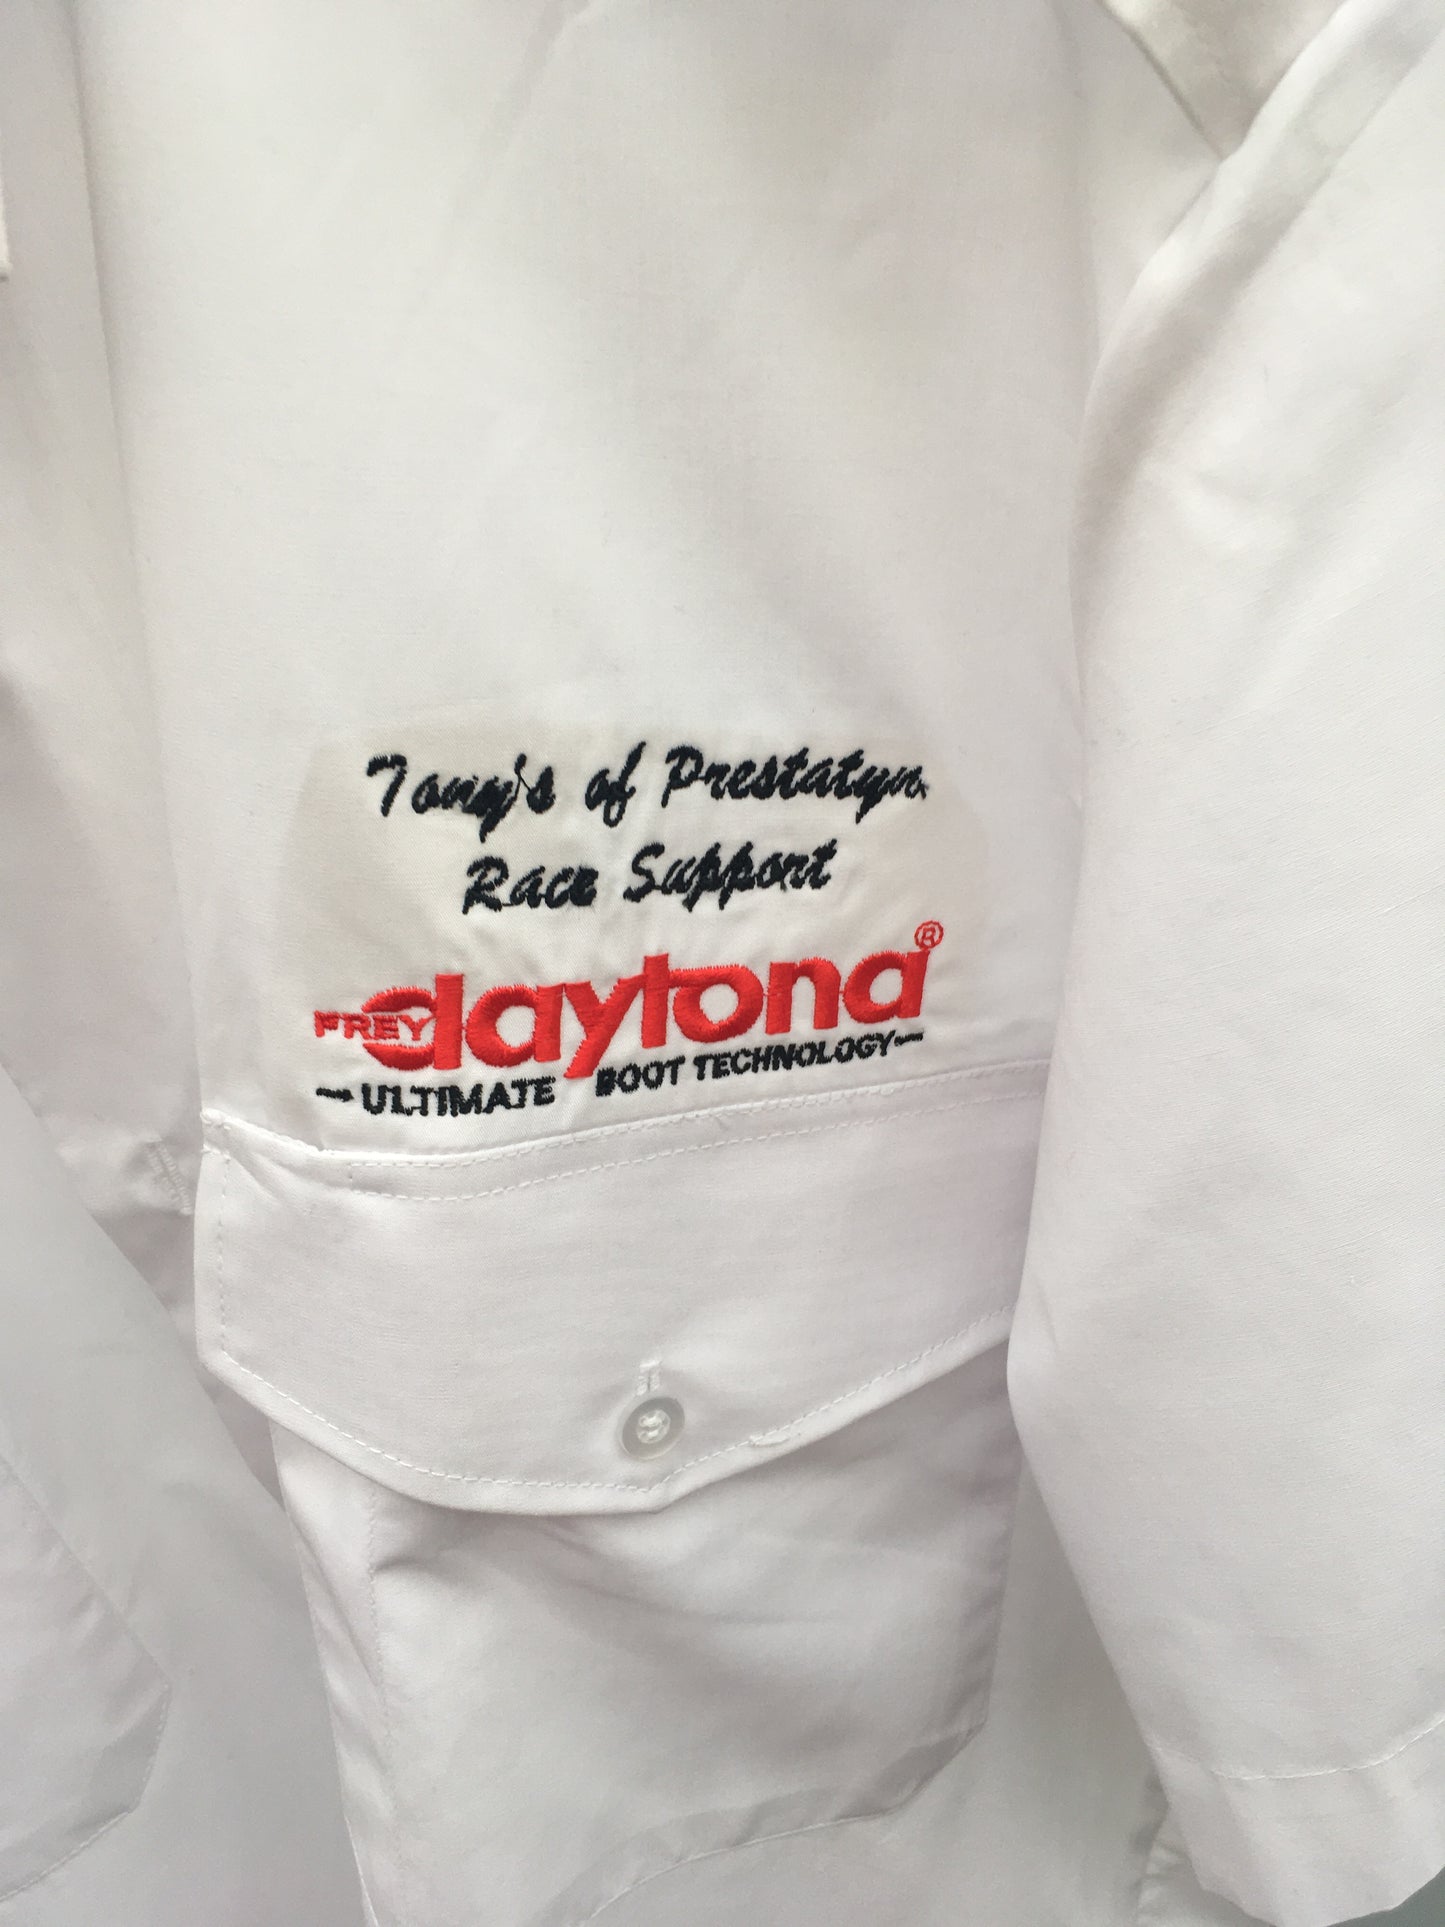 Tony's of Prestatyn
Race Support
FREY daytona®
ULTIMATE BOOT TECHNOLOGY